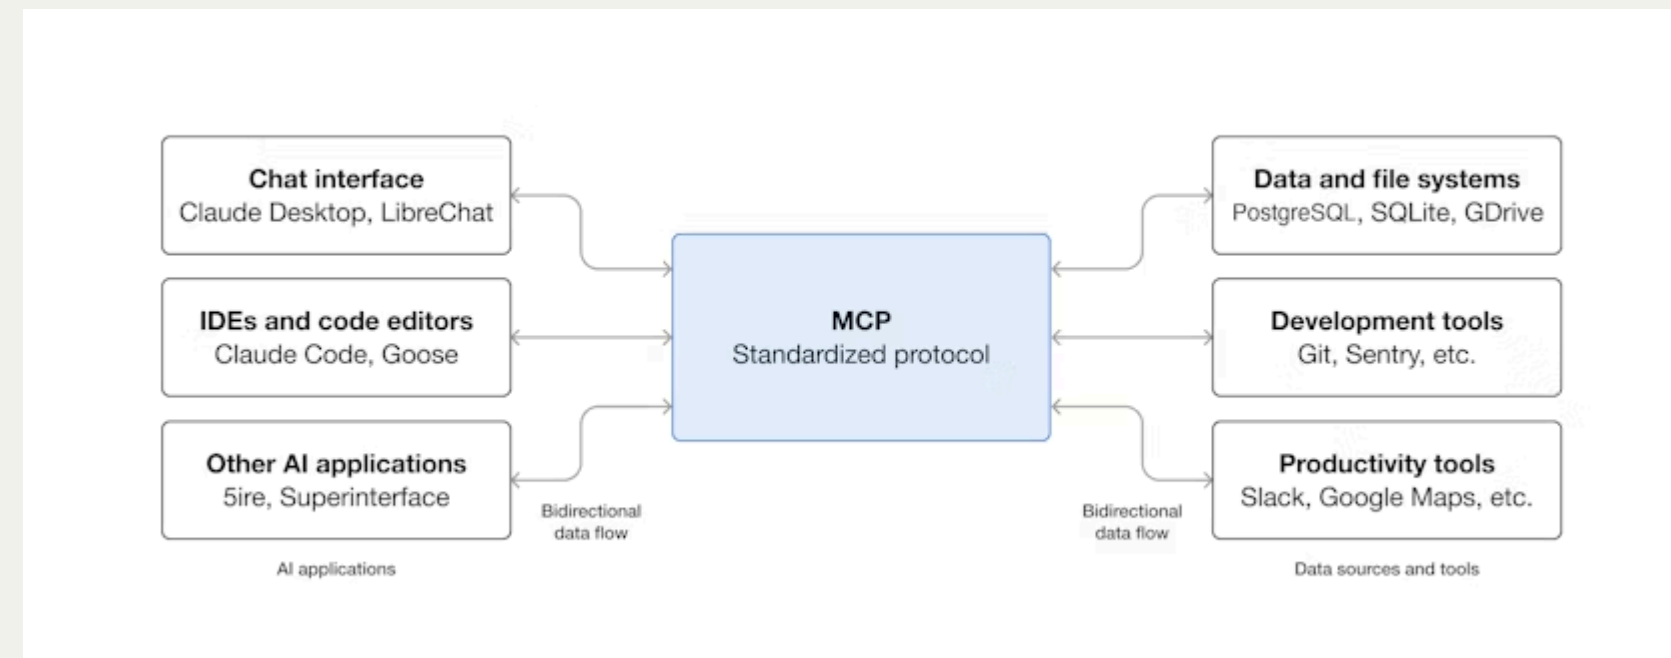 Chat interface
Claude Desktop, LibreChat
IDEs and code editors
Claude Code, Goose
Other AI applications
5ire, Superinterface
AI applications
Bidirectional
data flow
MCP
Standardized protocol
Bidirectional
data flow
Data and file systems
PostgreSQL, SQLite, GDrive
Development tools
Git, Sentry, etc.
Productivity tools
Slack, Google Maps, etc.
Data sources and tools